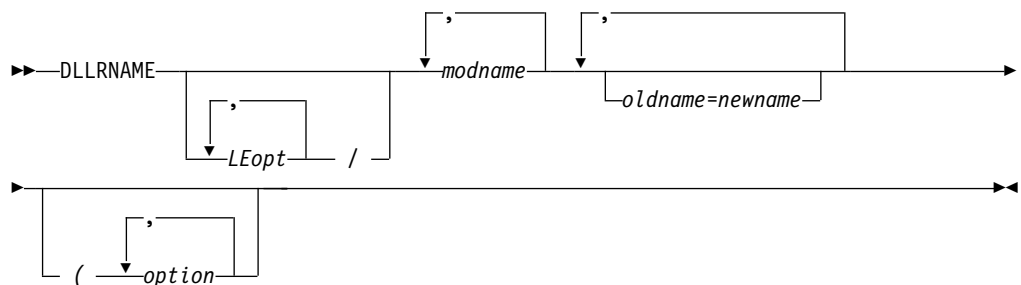 , ,
DLLRNAME modname
oldname=newname
,
LEopt /
,
( option